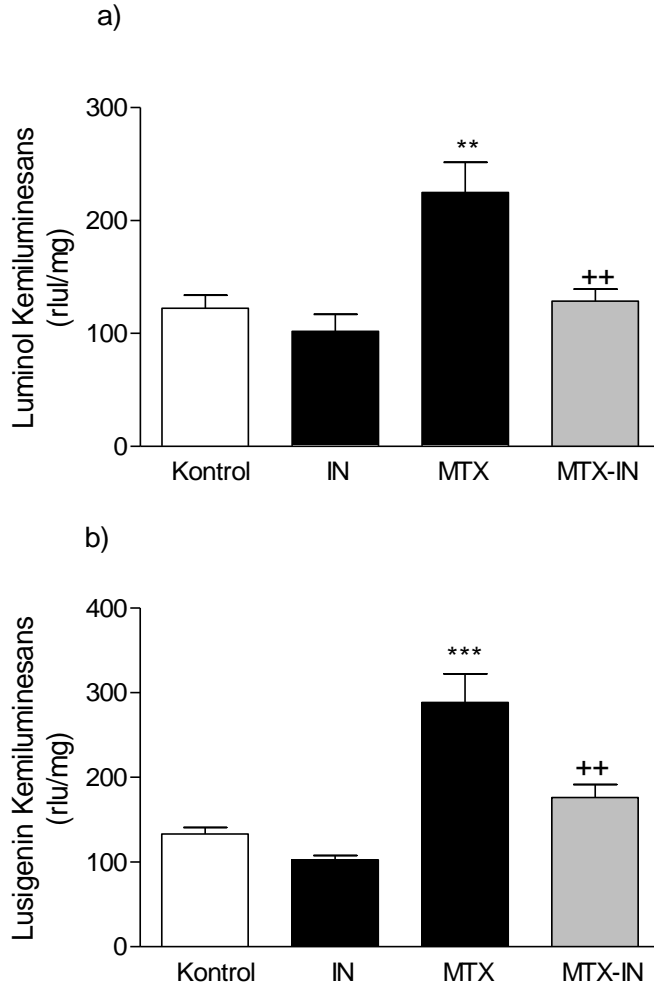 a)
Luminol Kemiluminesans
(rlul/mg)
300
200
100
0
**
++
Kontrol IN MTX MTX-IN
b)
Lusigenin Kemiluminesans
(rlu/mg)
400
300
200
100
0
***
++
Kontrol IN MTX MTX-IN